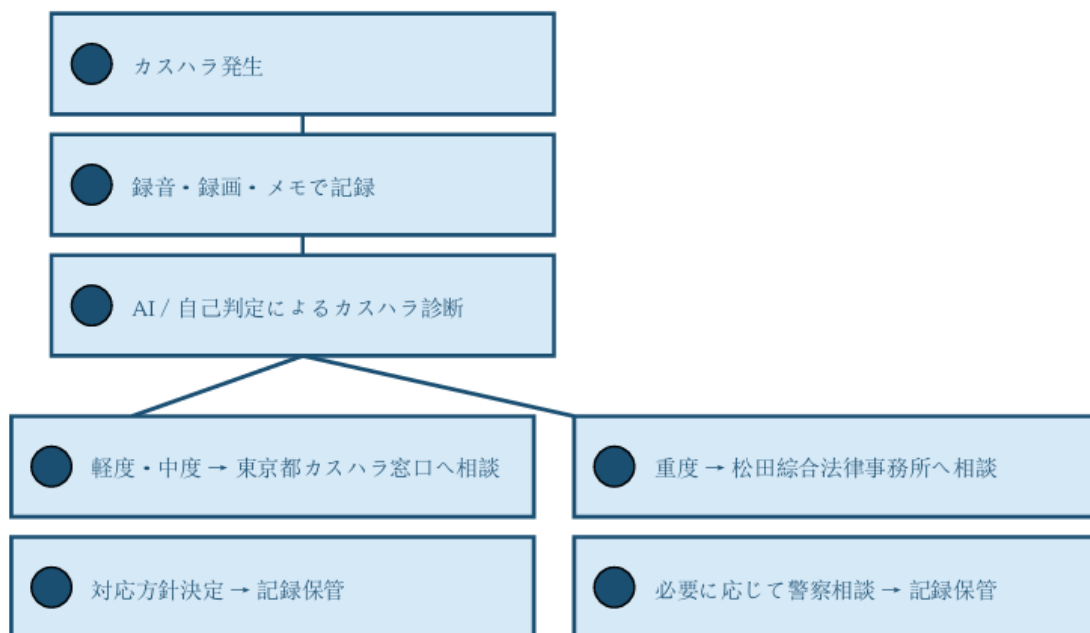 カスハラ発生
録音・録画・メモで記録
AI / 自己判定によるカスハラ診断
軽度・中度 → 東京都カスハラ窓口へ相談
重度 → 松田綜合法律事務所へ相談
対応方針決定 → 記録保管
必要に応じて警察相談 → 記録保管